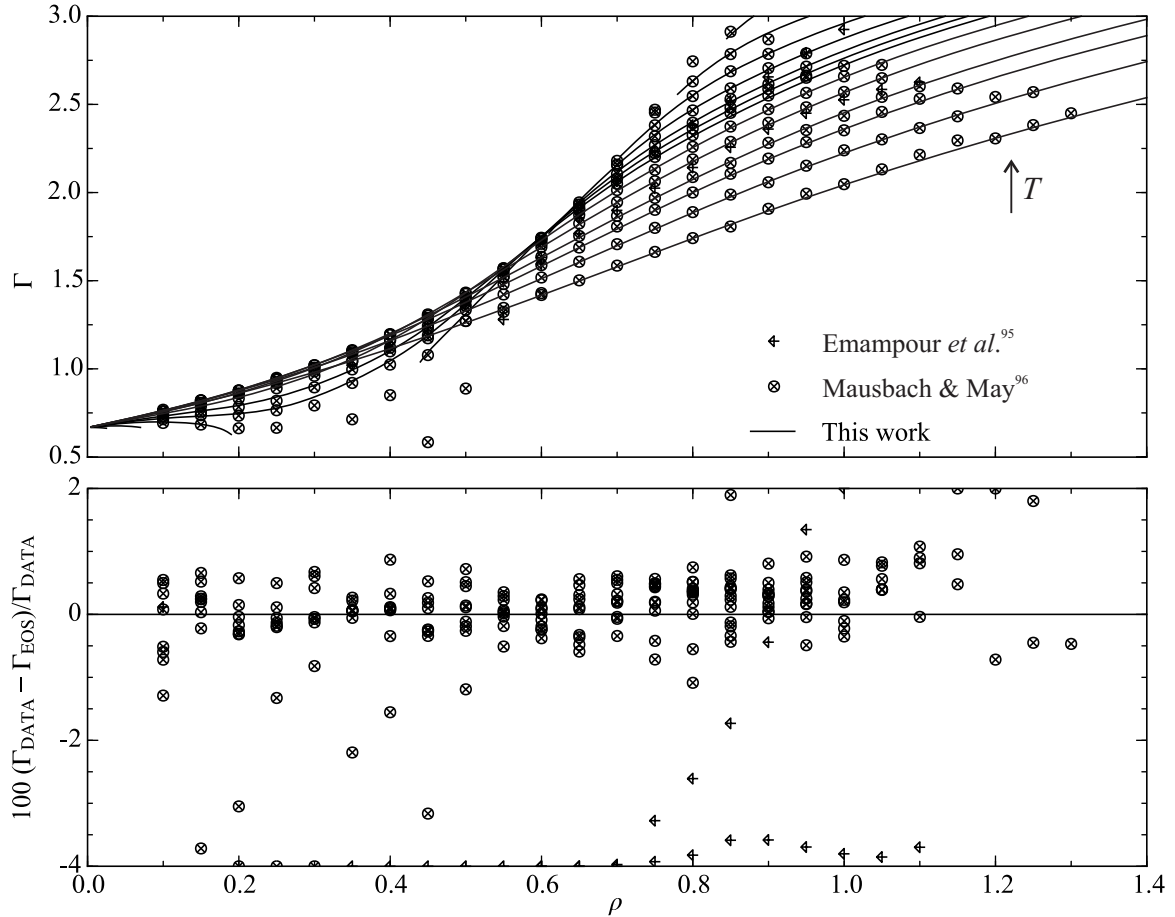 3.0
2.5
2.0
1.5
1.0
0.5
Γ
T
Emampour et al.95
Mausbach & May96
This work
2
0
-2
-4
100 (ΓDATA − ΓEOS)/ΓDATA
0.0 0.2 0.4 0.6 0.8 1.0 1.2 1.4
ρ